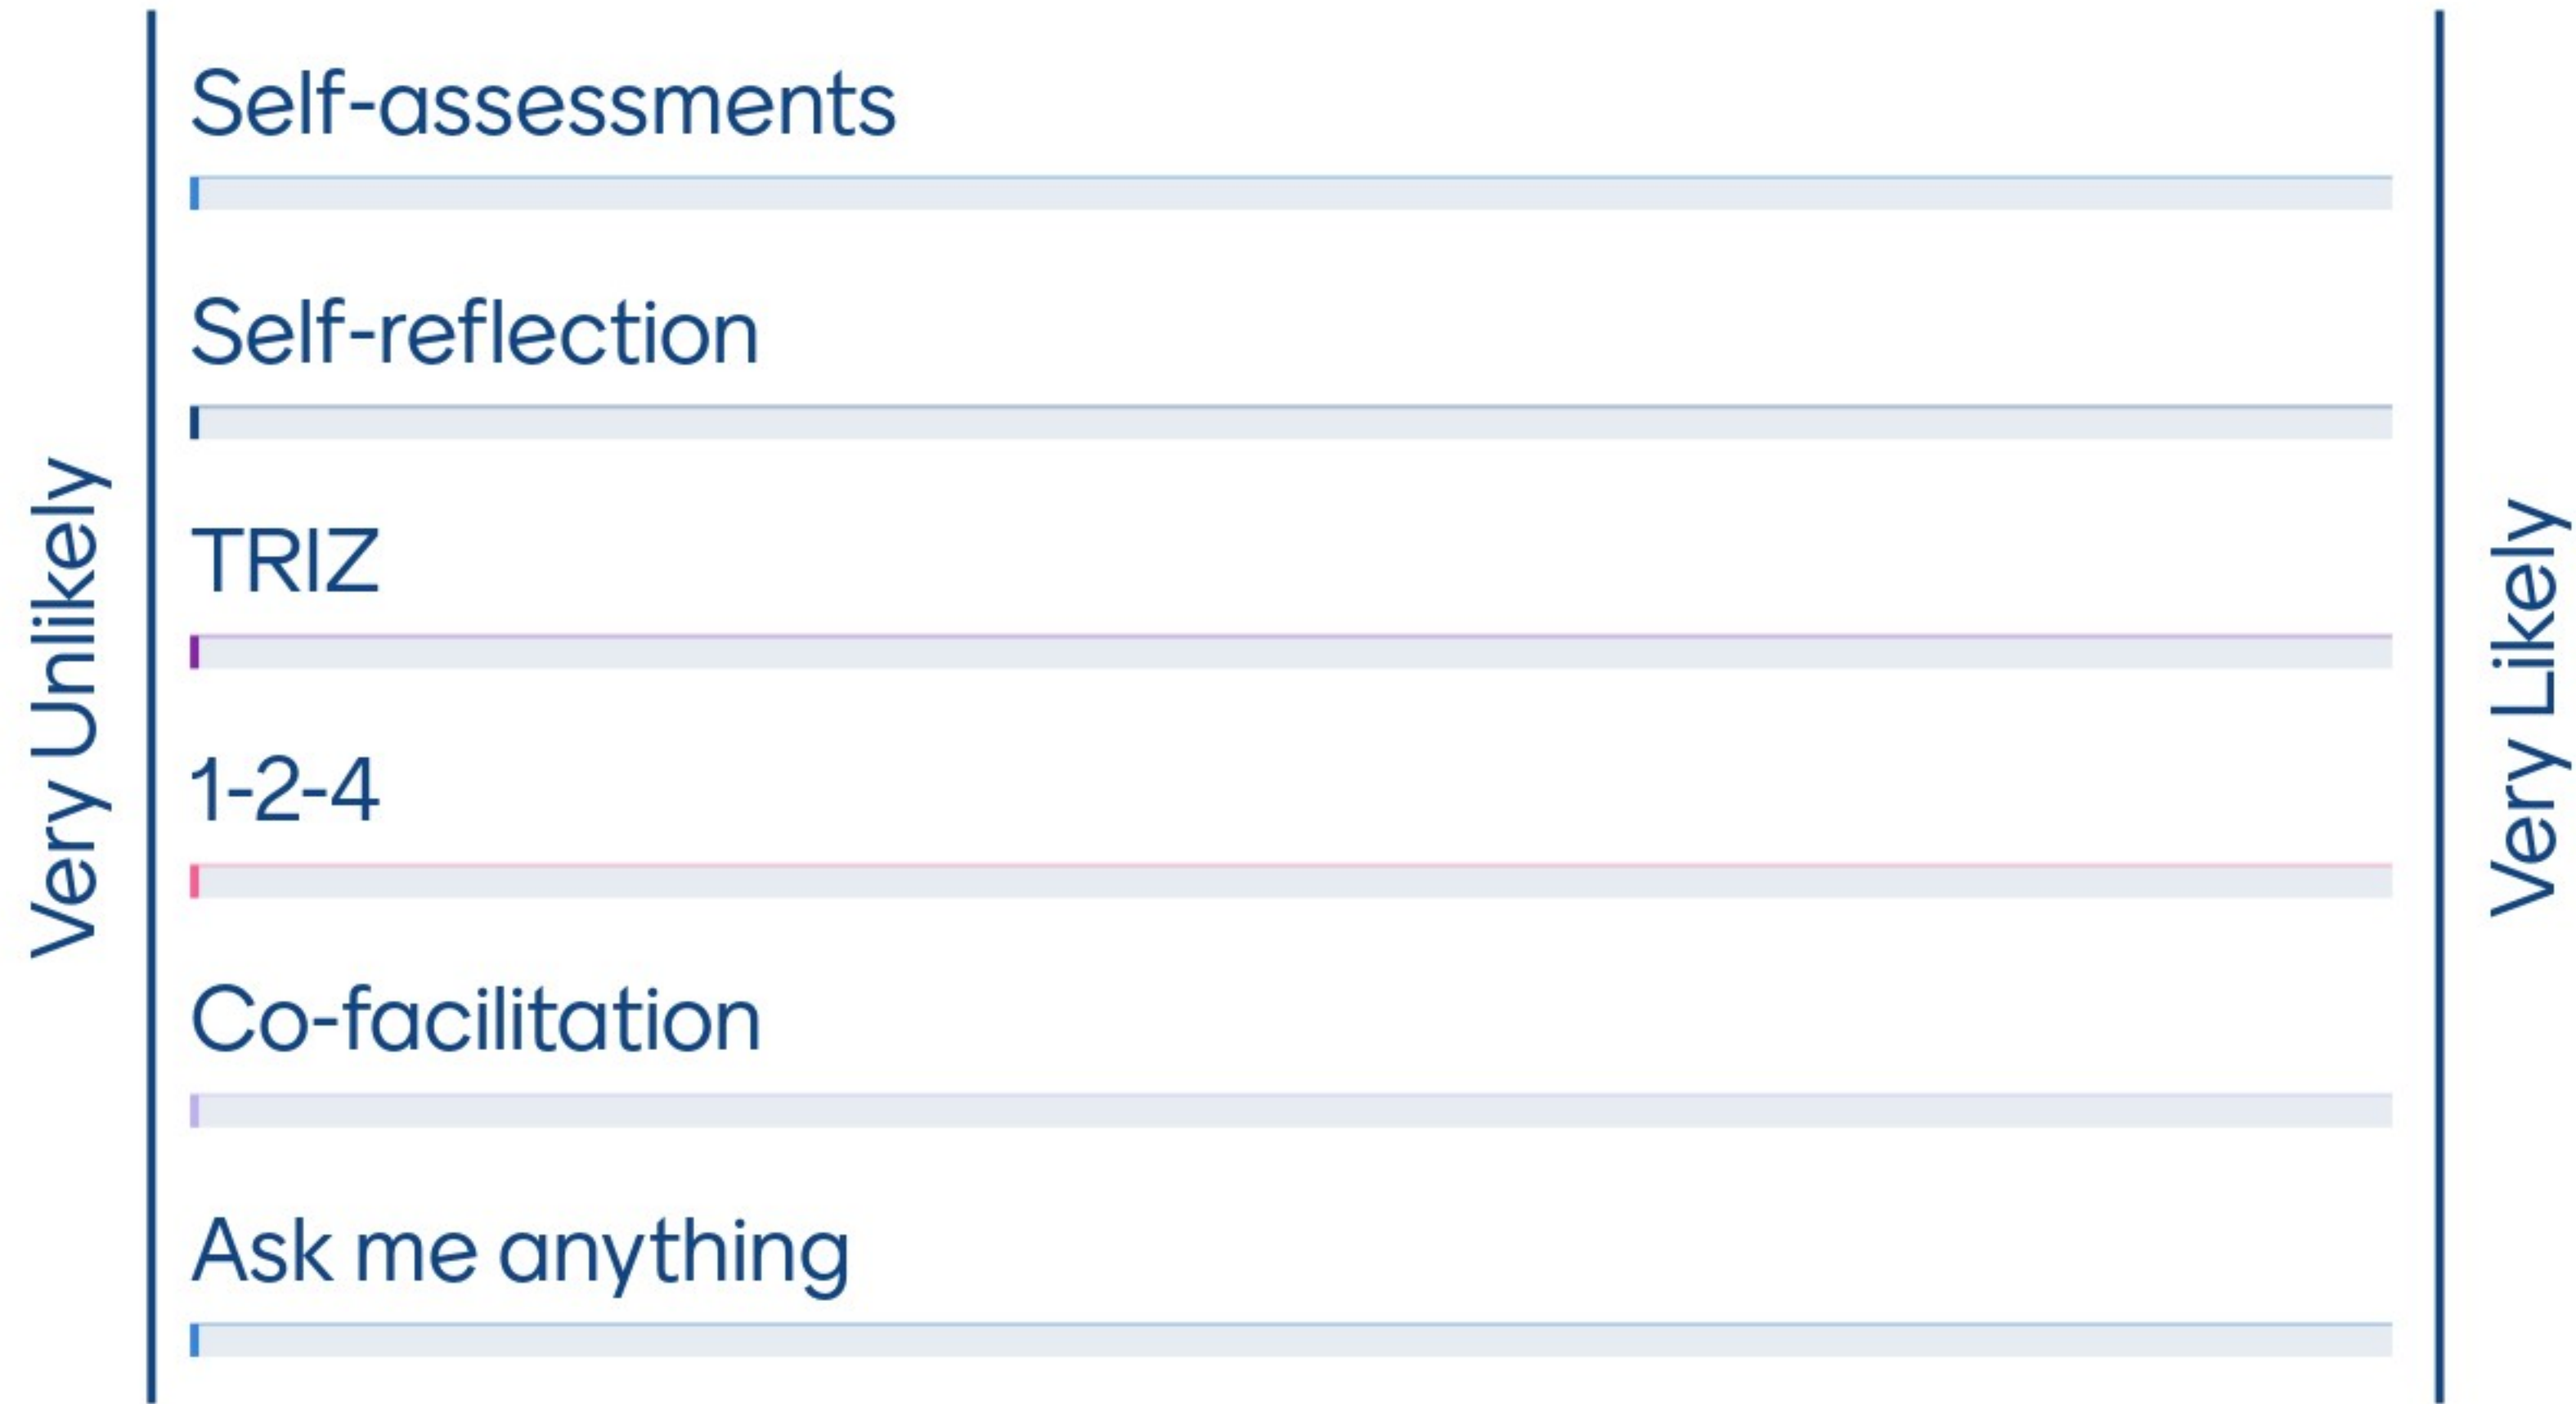 Very Unlikely
Self-assessments
Self-reflection
TRIZ
1-2-4
Co-facilitation
Ask me anything
Very Likely